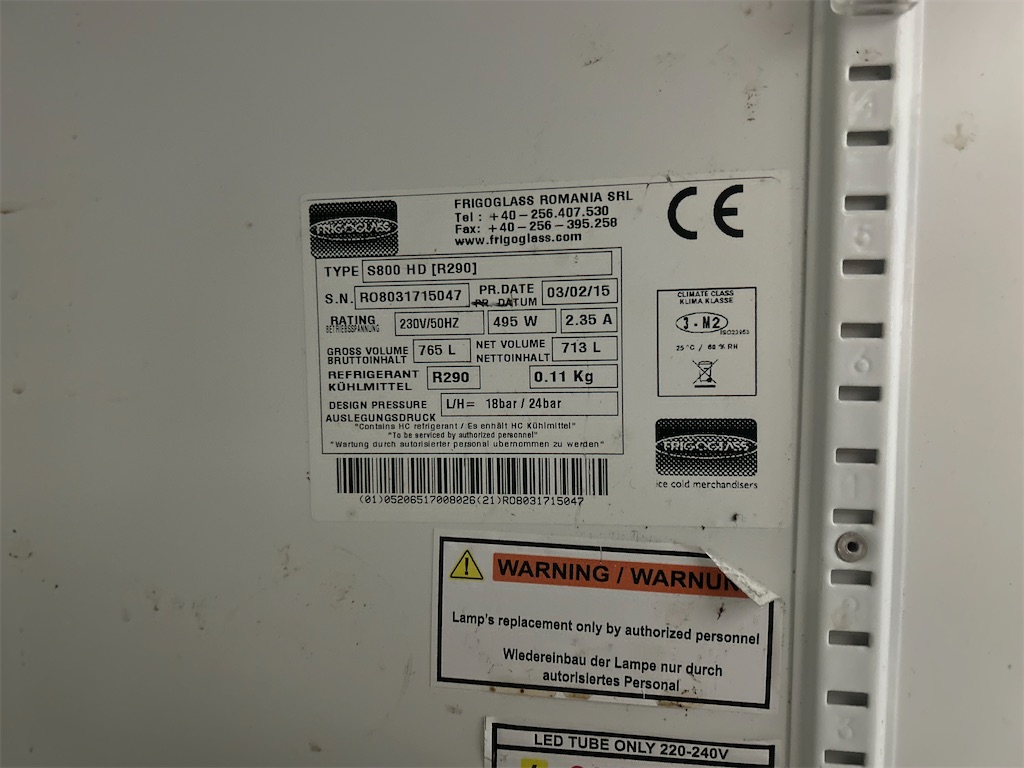 FRIGOGLASS
FRIGOGLASS ROMANIA SRL
Tel : +40-256.407.530
Fax: +40-256-395.258
www.frigoglass.com
CE
TYPE S800 HD [R290]
S.N. RO8031715047 PR.DATE 03/02/15
PR. DATUM
RATING 230V/50HZ 495 W 2.35 A
BETRIEBSSPANNUNG
GROSS VOLUME 765 L NET VOLUME 713 L
BRUTTOINHALT NETTOINHALT
REFRIGERANT R290 0.11 Kg
KÜHLMITTEL
DESIGN PRESSURE L/H= 18bar / 24bar
AUSLEGUNGSDRUCK
"Contains HC refrigerant / Es enhält HC Kühlmittel"
"To be serviced by authorized personnel"
"Wartung durch autorisierter personal ubernommen zu werden"
(01)05206517008026(21)RO8031715047
CLIMATE CLASS
KLIMA KLASSE
3 - M2
ISO23953
25 °C / 60 % RH
FRIGOGLASS
ice cold merchandisers
WARNING / WARNUN
Lamp's replacement only by authorized personnel
Wiedereinbau der Lampe nur durch
autorisiertes Personal
LED TUBE ONLY 220-240V